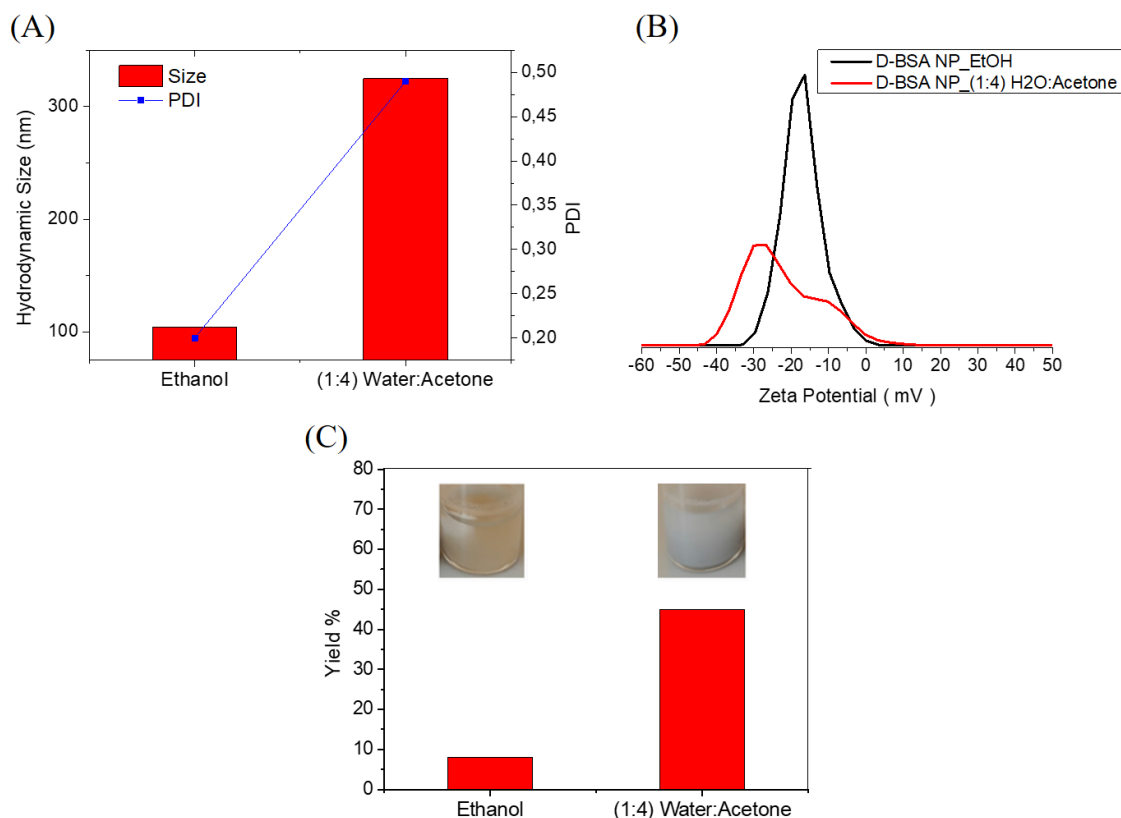 (A)
Size
PDI
Hydrodynamic Size (nm)
300
200
100
0,50
0,45
0,40
0,35
0,30
0,25
0,20
PDI
Ethanol
(1:4) Water:Acetone
(B)
D-BSA NP_EtOH
D-BSA NP_(1:4) H2O:Acetone
-60 -50 -40 -30 -20 -10 0 10 20 30 40 50
Zeta Potential ( mV )
(C)
Yield %
80
70
60
50
40
30
20
10
0
Ethanol
(1:4) Water:Acetone